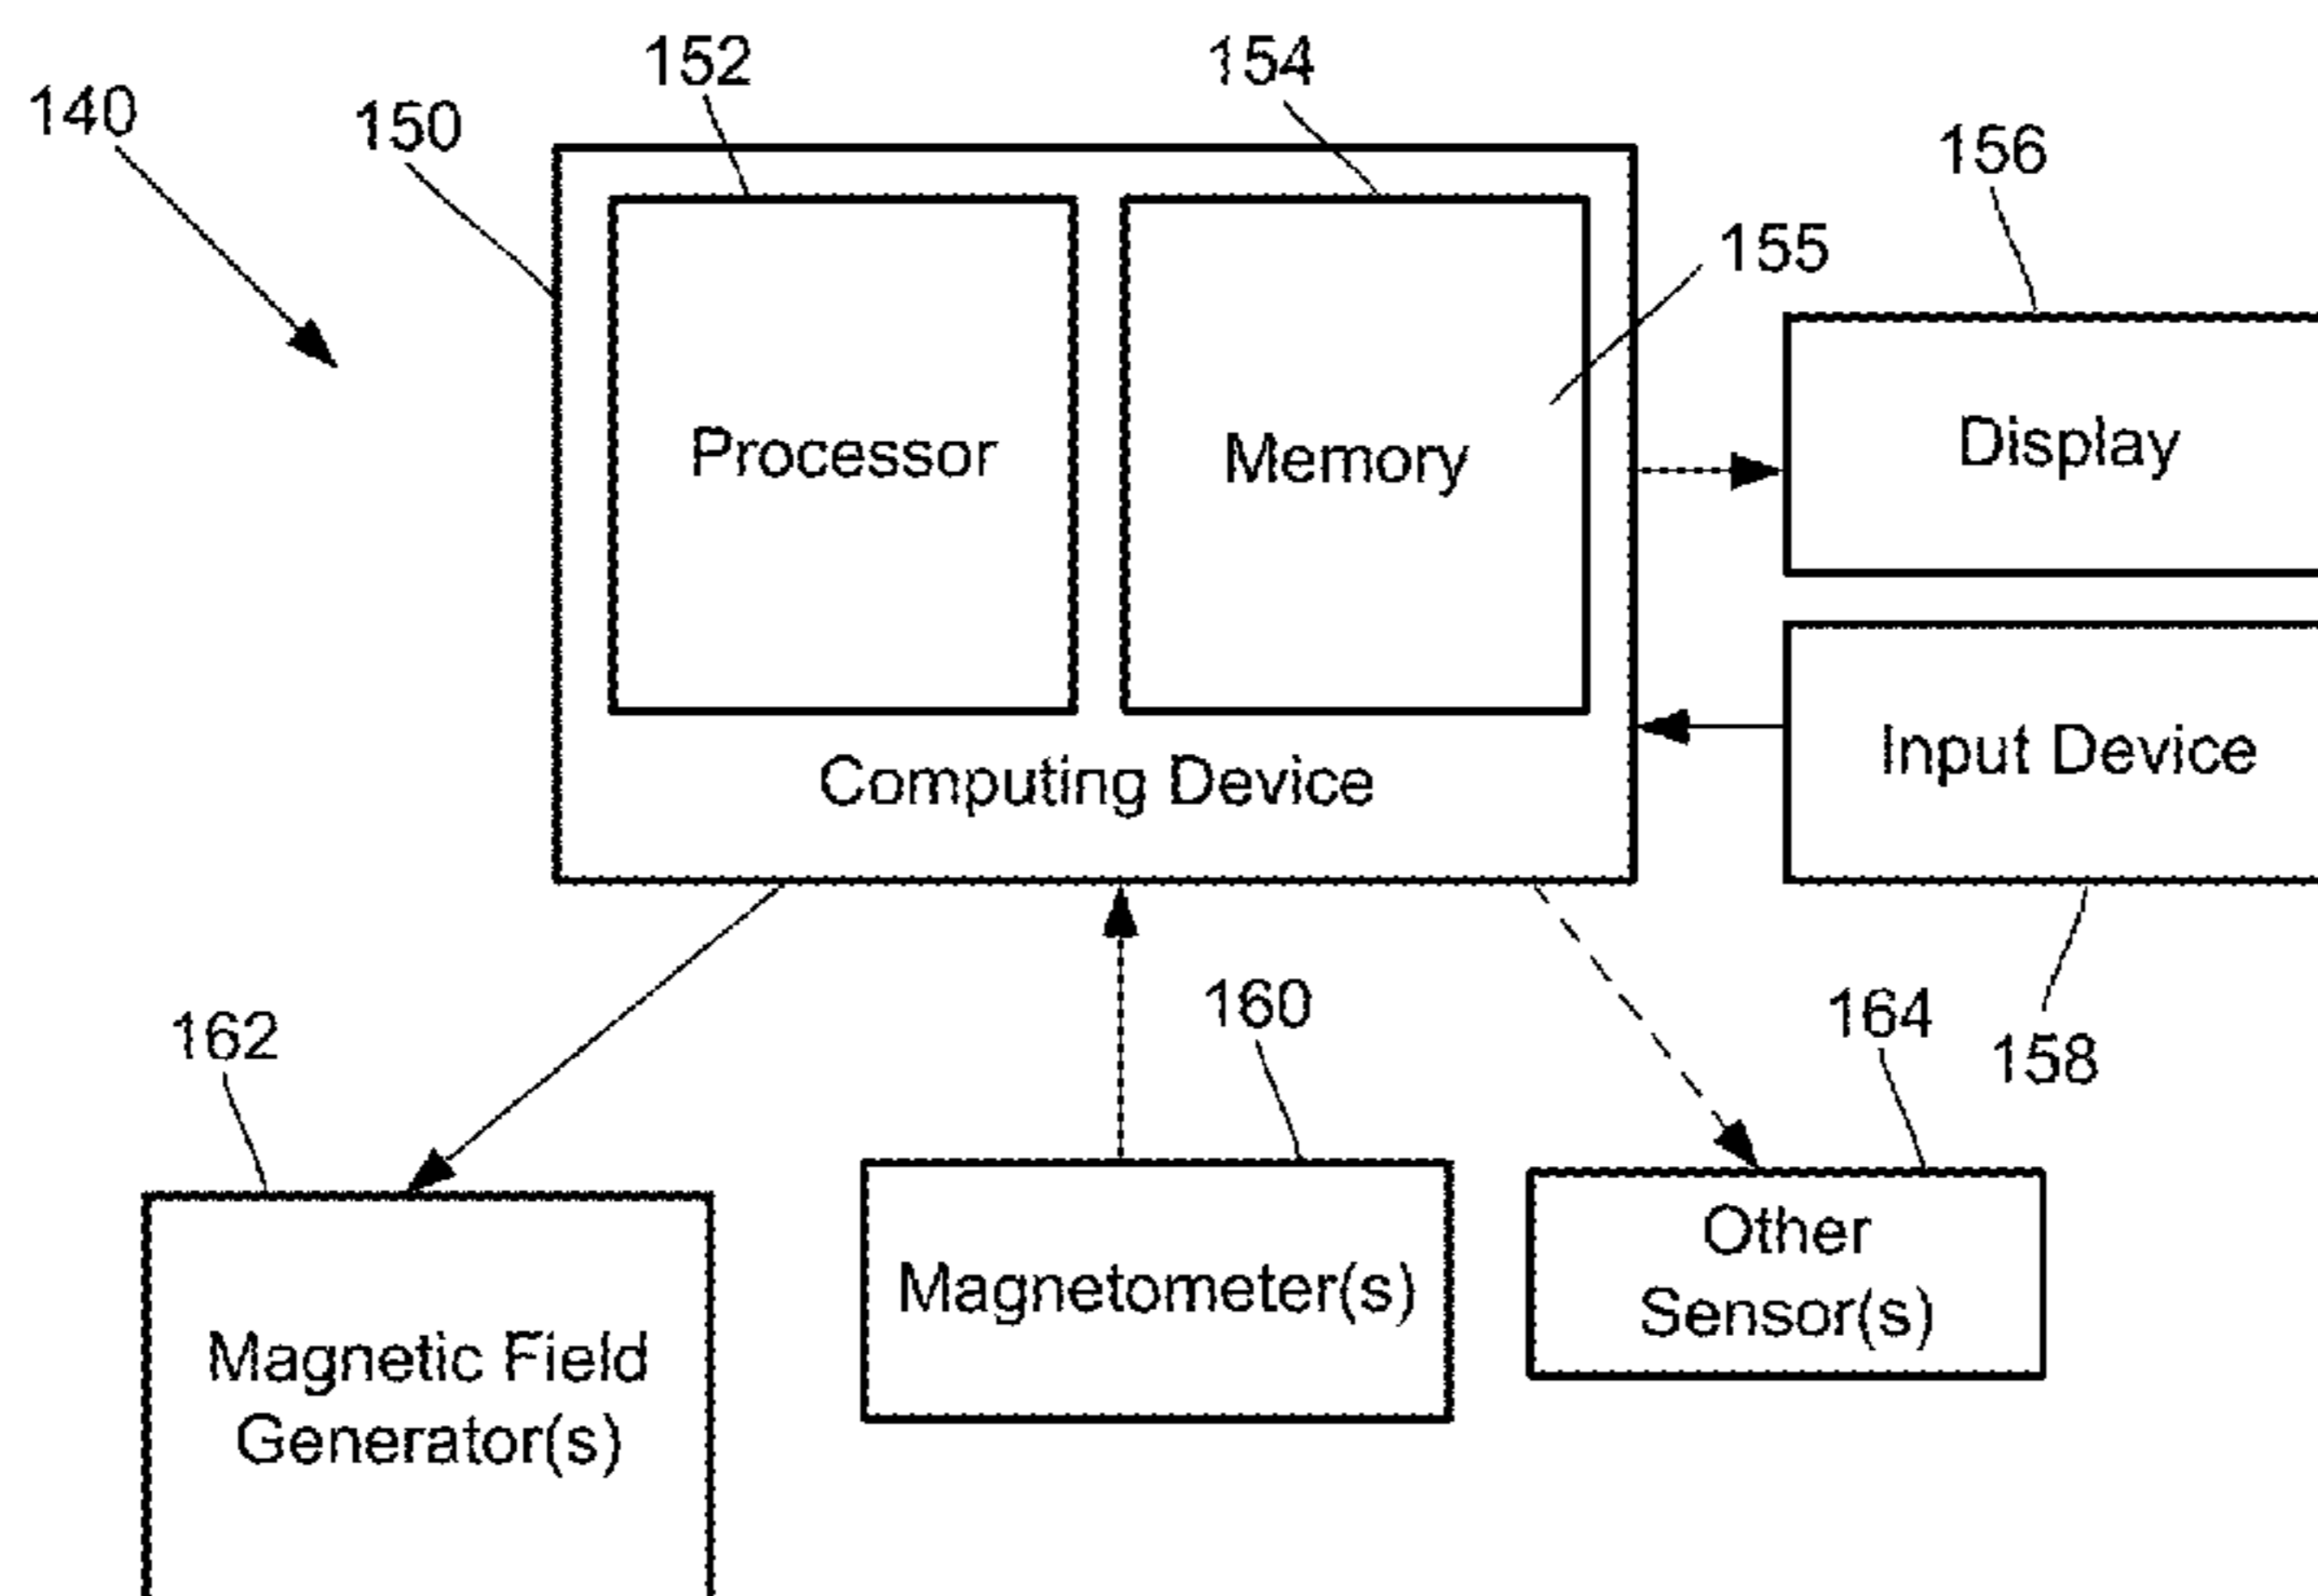 152
154
140
150
156
155
Processor
Memory
Display
Computing Device
Input Device
160
164
162
158
Other
Sensor(s)
Magnetometer(s)
Magnetic Field
Generator(s)